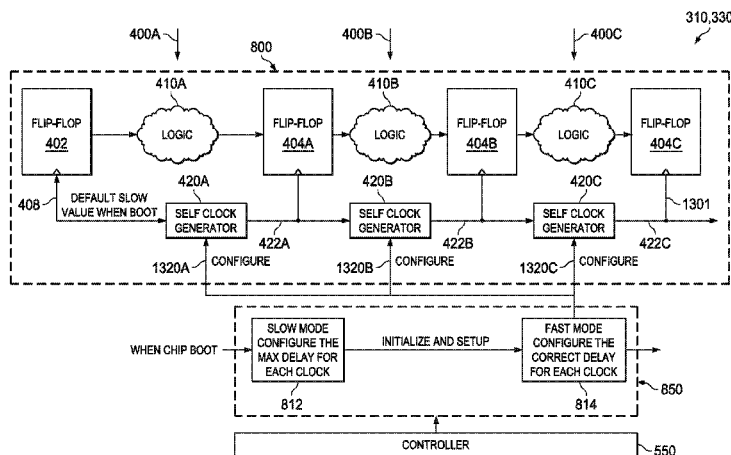 310,330
400A
400B
400C
800
410A
410B
410C
FLIP-FLOP
402
LOGIC
FLIP-FLOP
404A
LOGIC
FLIP-FLOP
404B
LOGIC
FLIP-FLOP
404C
408
DEFAULT SLOW
VALUE WHEN BOOT
420A
420B
420C
1301
SELF CLOCK
GENERATOR
SELF CLOCK
GENERATOR
SELF CLOCK
GENERATOR
422A
422B
422C
1320A
CONFIGURE
1320B
CONFIGURE
1320C
CONFIGURE
WHEN CHIP BOOT
SLOW MODE
CONFIGURE THE
MAX DELAY FOR
EACH CLOCK
INITIALIZE AND SETUP
FAST MODE
CONFIGURE THE
CORRECT DELAY
FOR EACH CLOCK
812
814
850
CONTROLLER
550